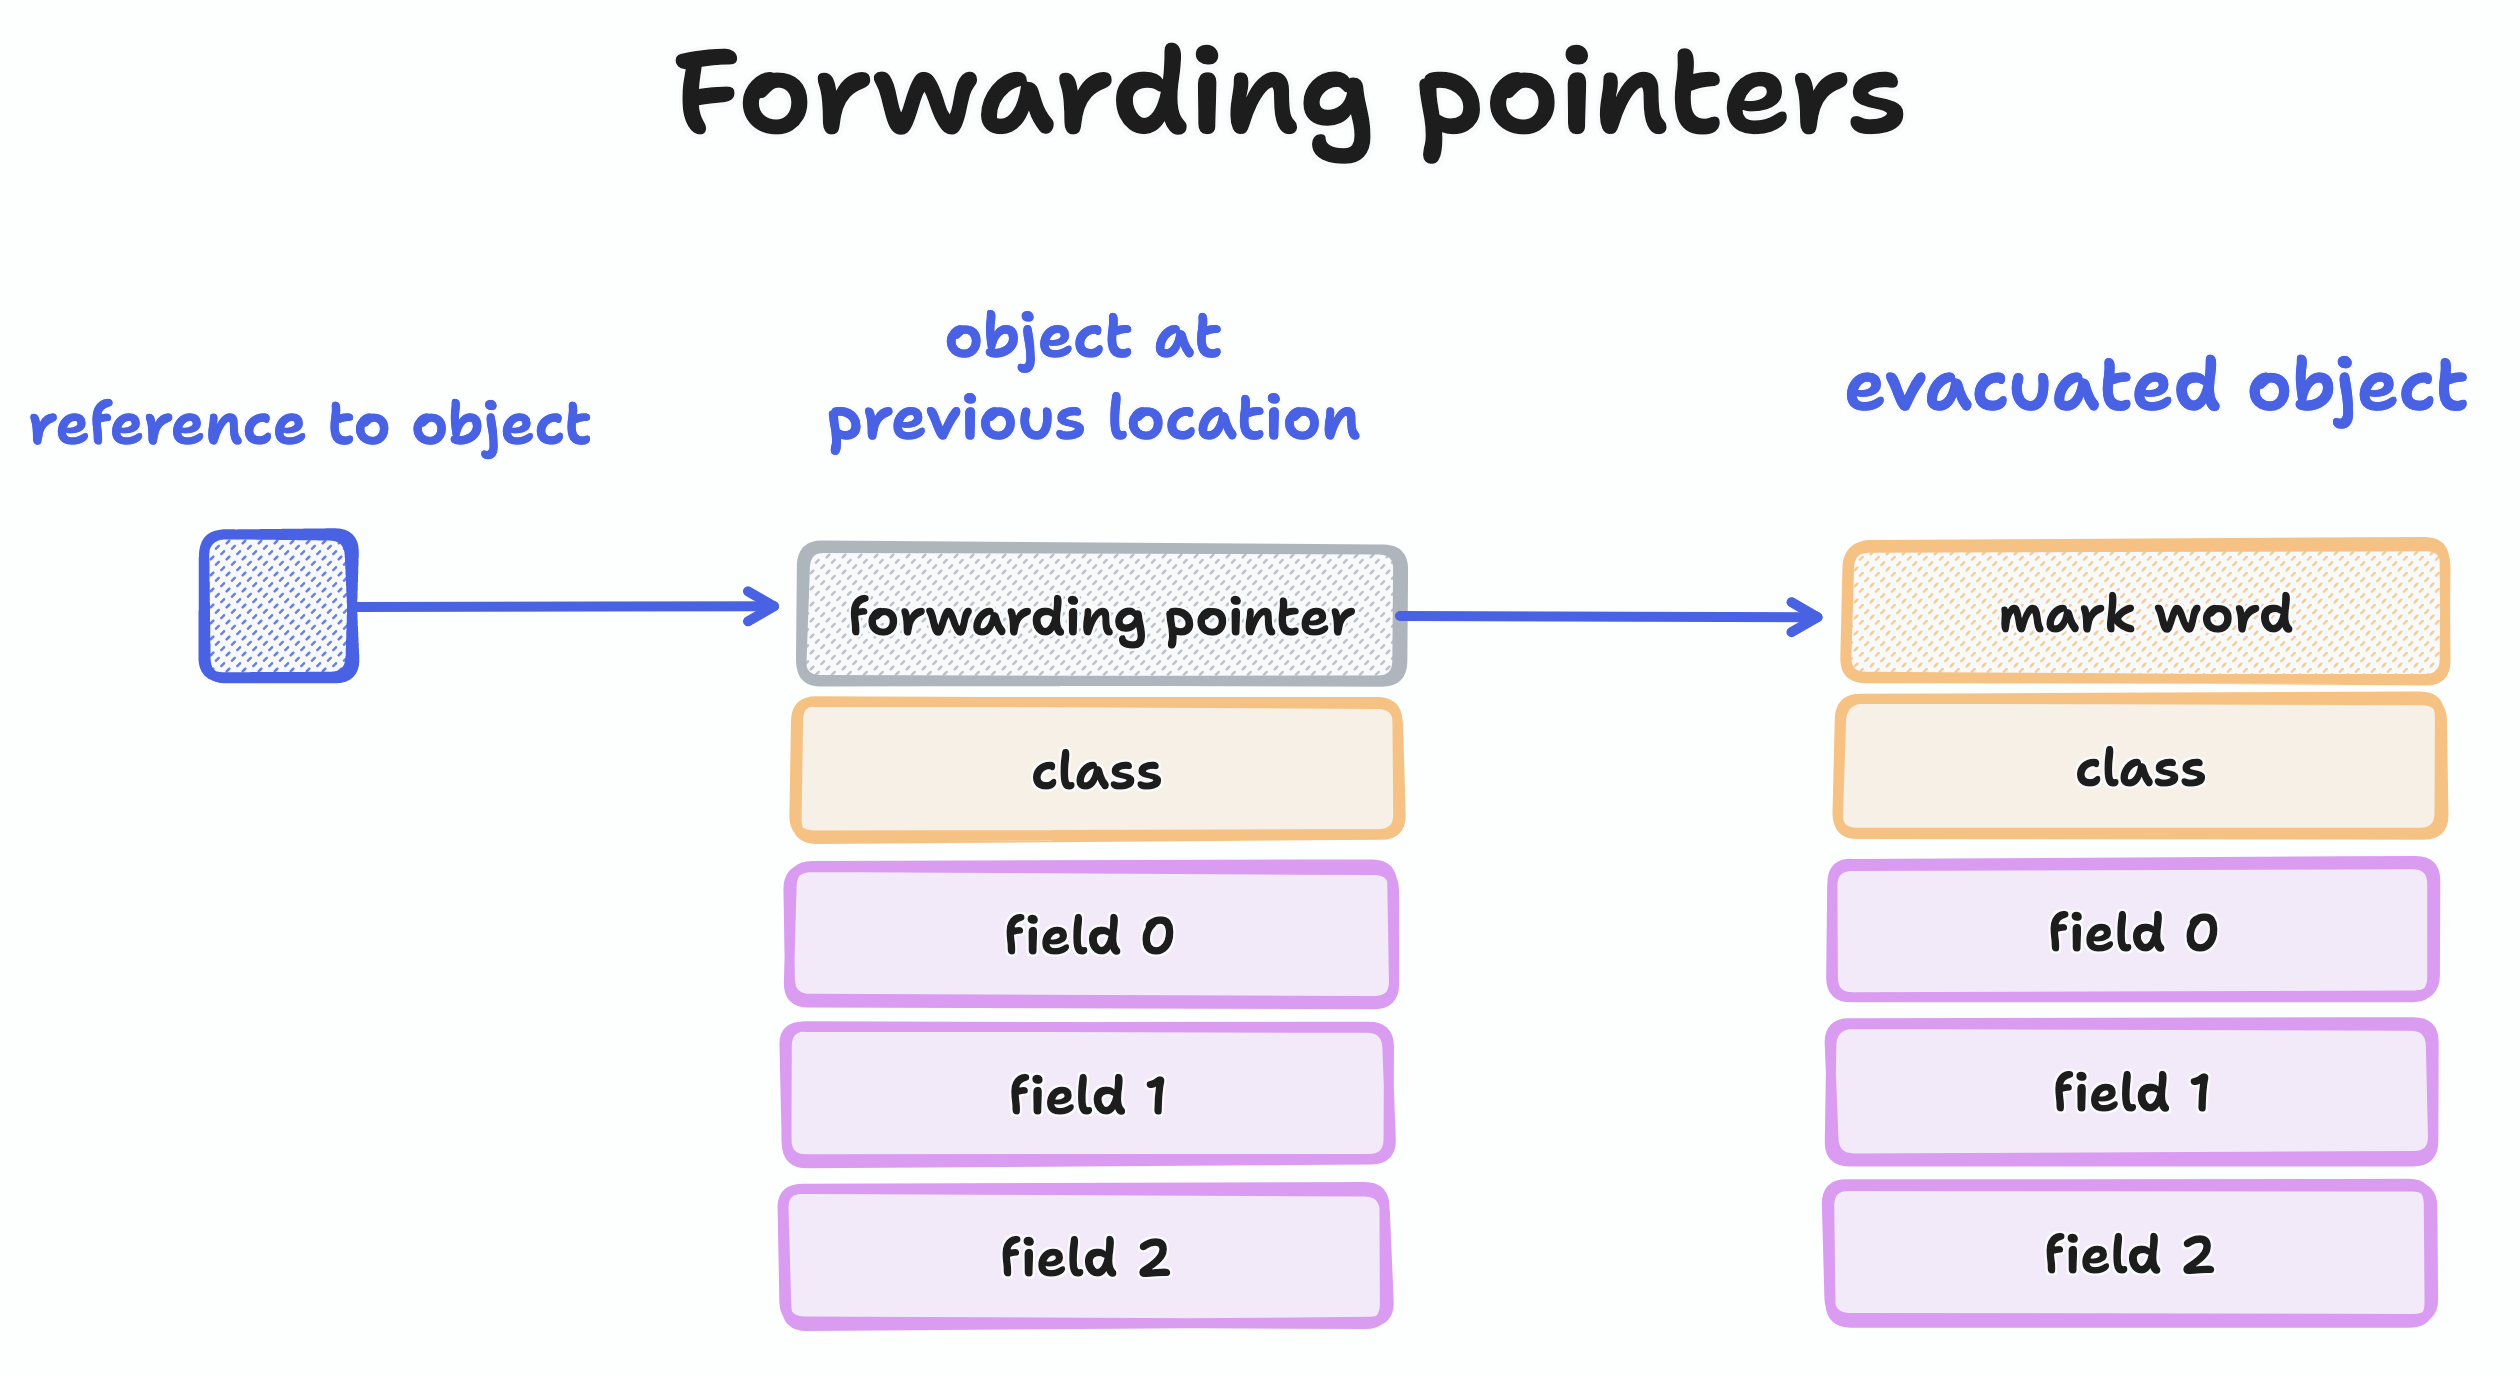 Forwarding pointers
reference to object
object at
previous location
evacuated object
forwarding pointer
mark word
class
class
field 0
field 0
field 1
field 1
field 2
field 2